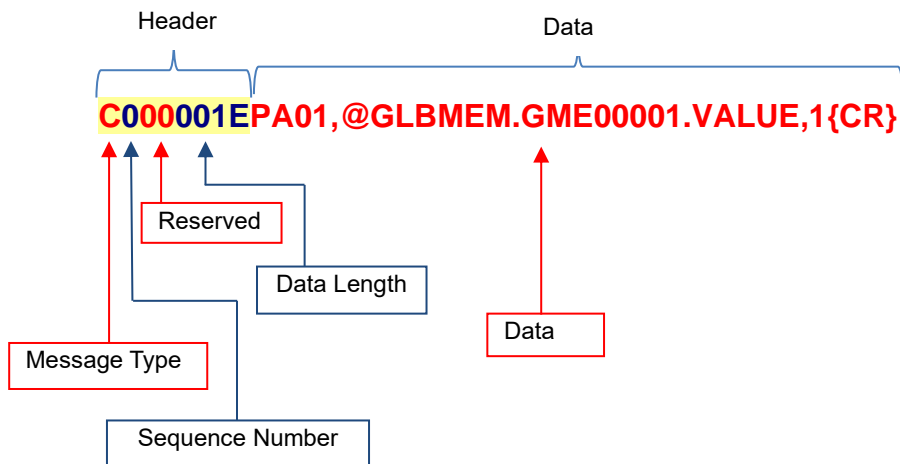 Header
Data
C000001EPA01,@GLBMEM.GME00001.VALUE,1{CR}
Reserved
Data Length
Data
Message Type
Sequence Number